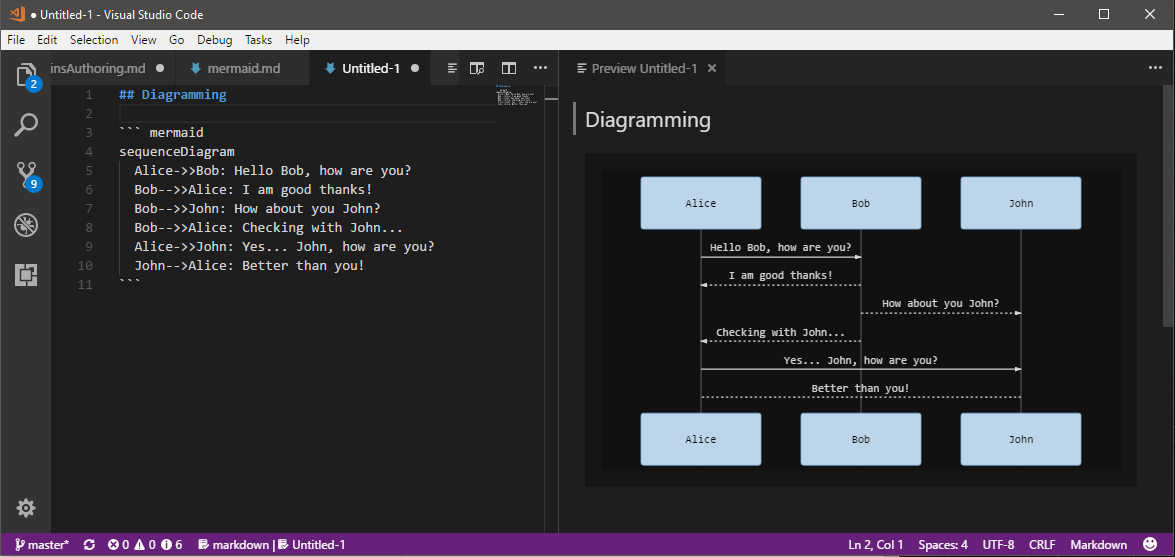 ● Untitled-1 - Visual Studio Code
File Edit Selection View Go Debug Tasks Help
insAuthoring.md ● mermaid.md Untitled-1 ●
Preview Untitled-1
2
9
1 ## Diagramming
2
3 ``` mermaid
4 sequenceDiagram
5 Alice->>Bob: Hello Bob, how are you?
6 Bob-->>Alice: I am good thanks!
7 Bob-->>John: How about you John?
8 Bob-->>Alice: Checking with John...
9 Alice->>John: Yes... John, how are you?
10 John-->Alice: Better than you!
11 ```
Diagramming
Alice Bob John
Hello Bob, how are you?
I am good thanks!
How about you John?
Checking with John...
Yes... John, how are you?
Better than you!
Alice Bob John
master* 0 0 6 markdown | Untitled-1 Ln 2, Col 1 Spaces: 4 UTF-8 CRLF Markdown